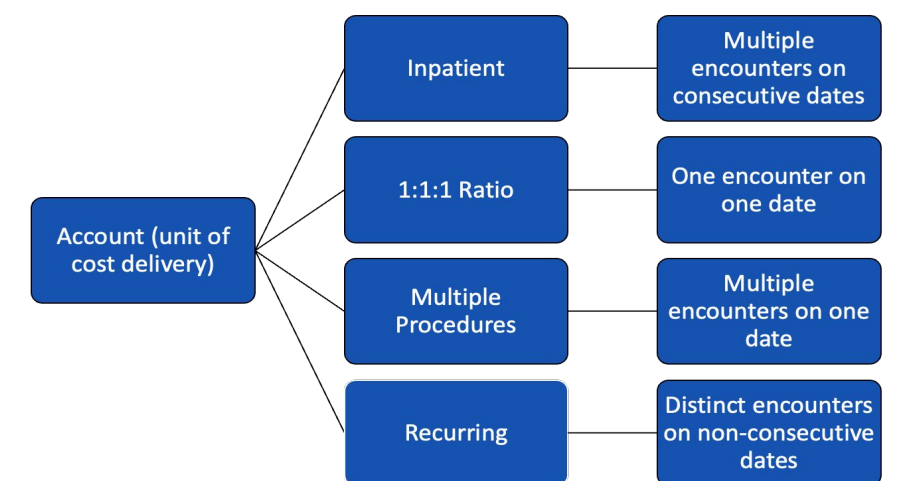 Account (unit of
cost delivery)
Inpatient
Multiple
encounters on
consecutive dates
1:1:1 Ratio
One encounter on
one date
Multiple
Procedures
Multiple
encounters on one
date
Recurring
Distinct encounters
on non-consecutive
dates